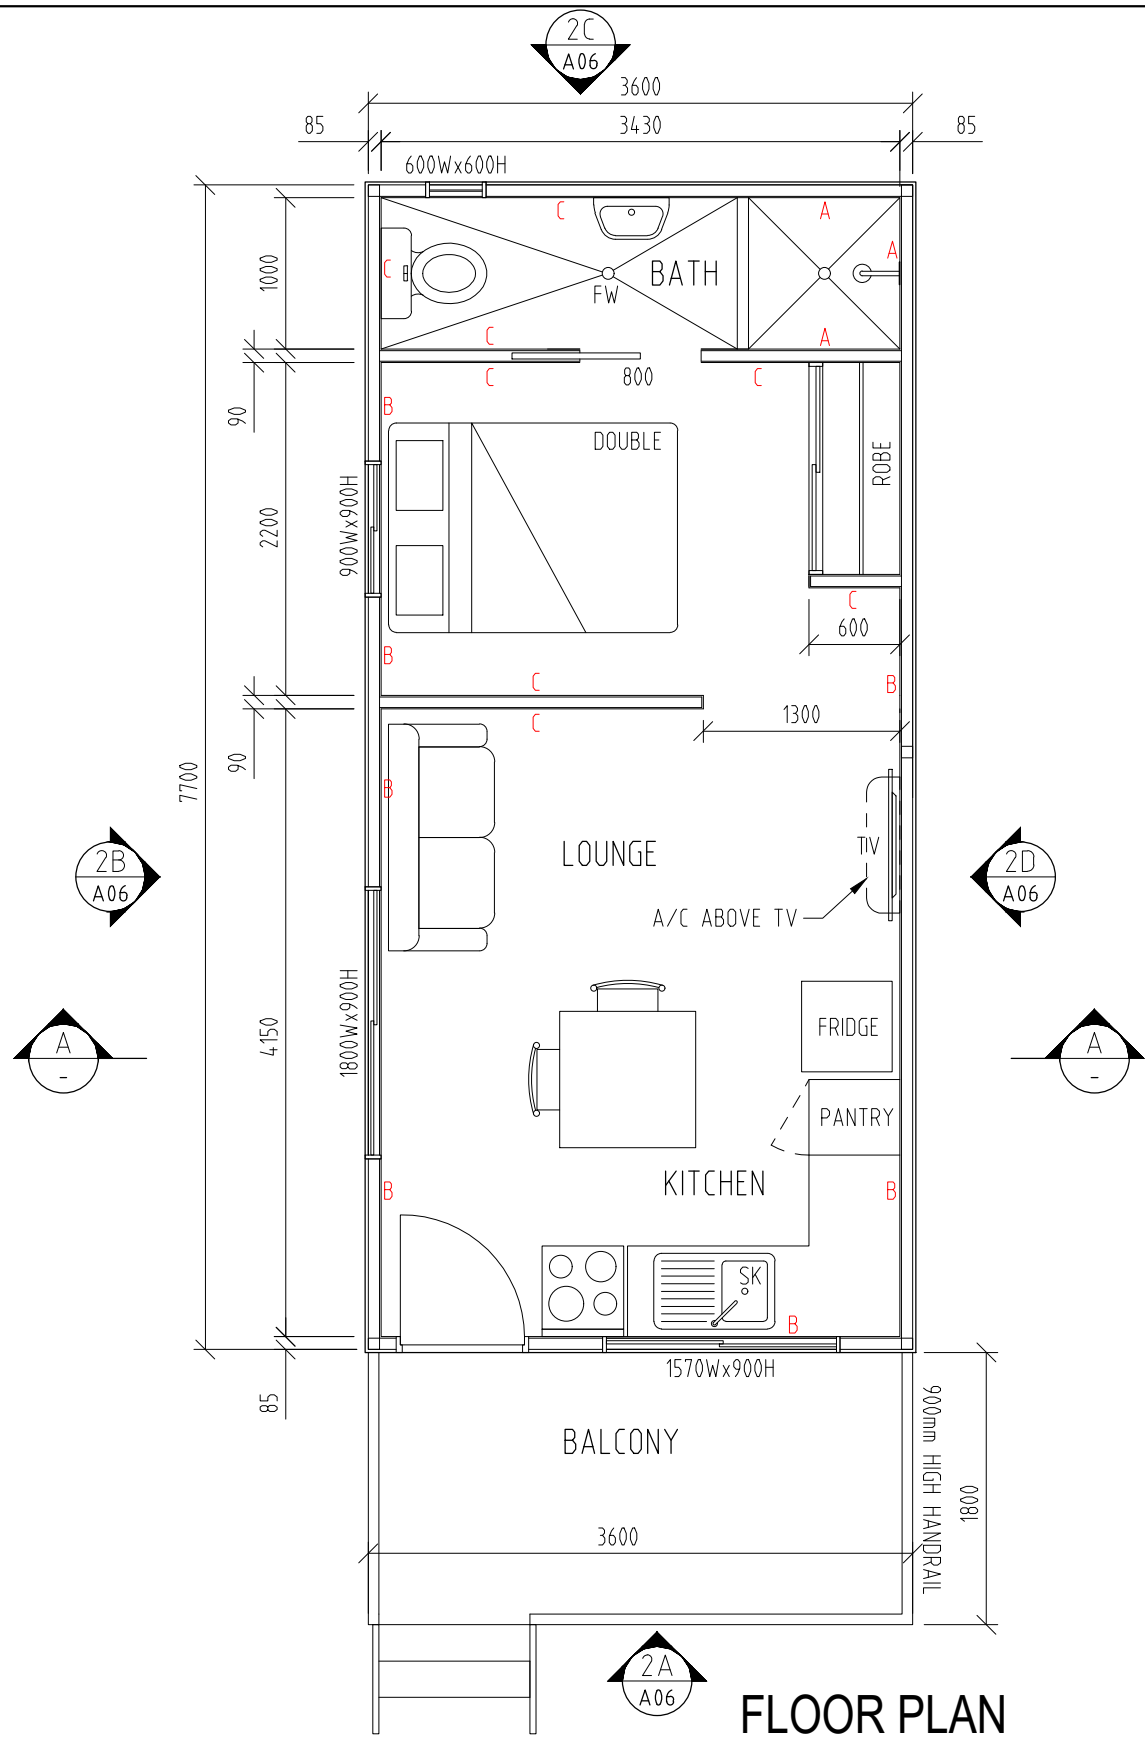 2C
A06
3600
85
3430
85
600Wx600H
C
A
C
A
1000
BATH
FW
C
A
C
800
C
90
B
DOUBLE
ROBE
900Wx900H
2200
C
600
B
C
B
C
1300
90
7700
B
LOUNGE
TV
2B
A06
2D
A06
A/C ABOVE TV
1800Wx900H
4150
FRIDGE
A
-
A
-
PANTRY
KITCHEN
B
B
SK
B
1570Wx900H
85
BALCONY
900mm HIGH HANDRAIL
1800
3600
2A
A06
FLOOR PLAN